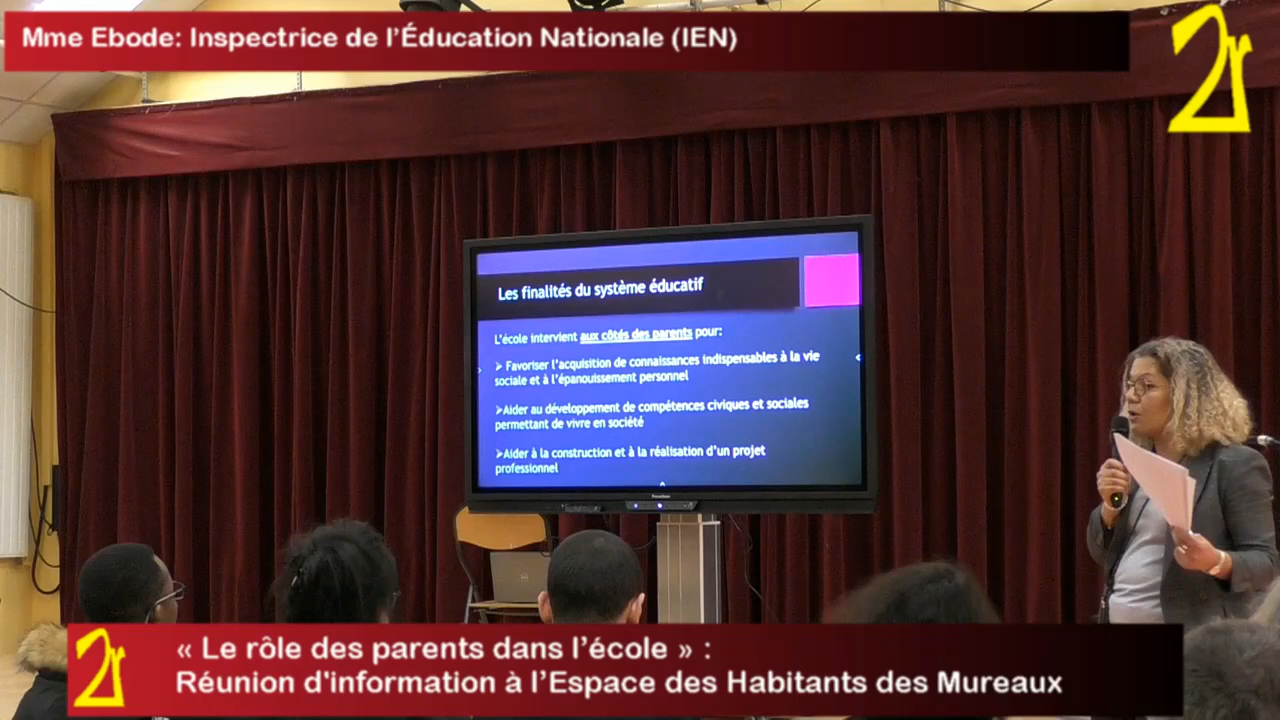 Mme Ebode: Inspectrice de l'Éducation Nationale (IEN)
2r
Les finalités du système éducatif
L'école intervient aux côtés des parents pour:
➢ Favoriser l'acquisition de connaissances indispensables à la vie
sociale et à l'épanouissement personnel
➢Aider au développement de compétences civiques et sociales
permettant de vivre en société
➢Aider à la construction et à la réalisation d'un projet
professionnel
2r
« Le rôle des parents dans l'école » :
Réunion d'information à l'Espace des Habitants des Mureaux